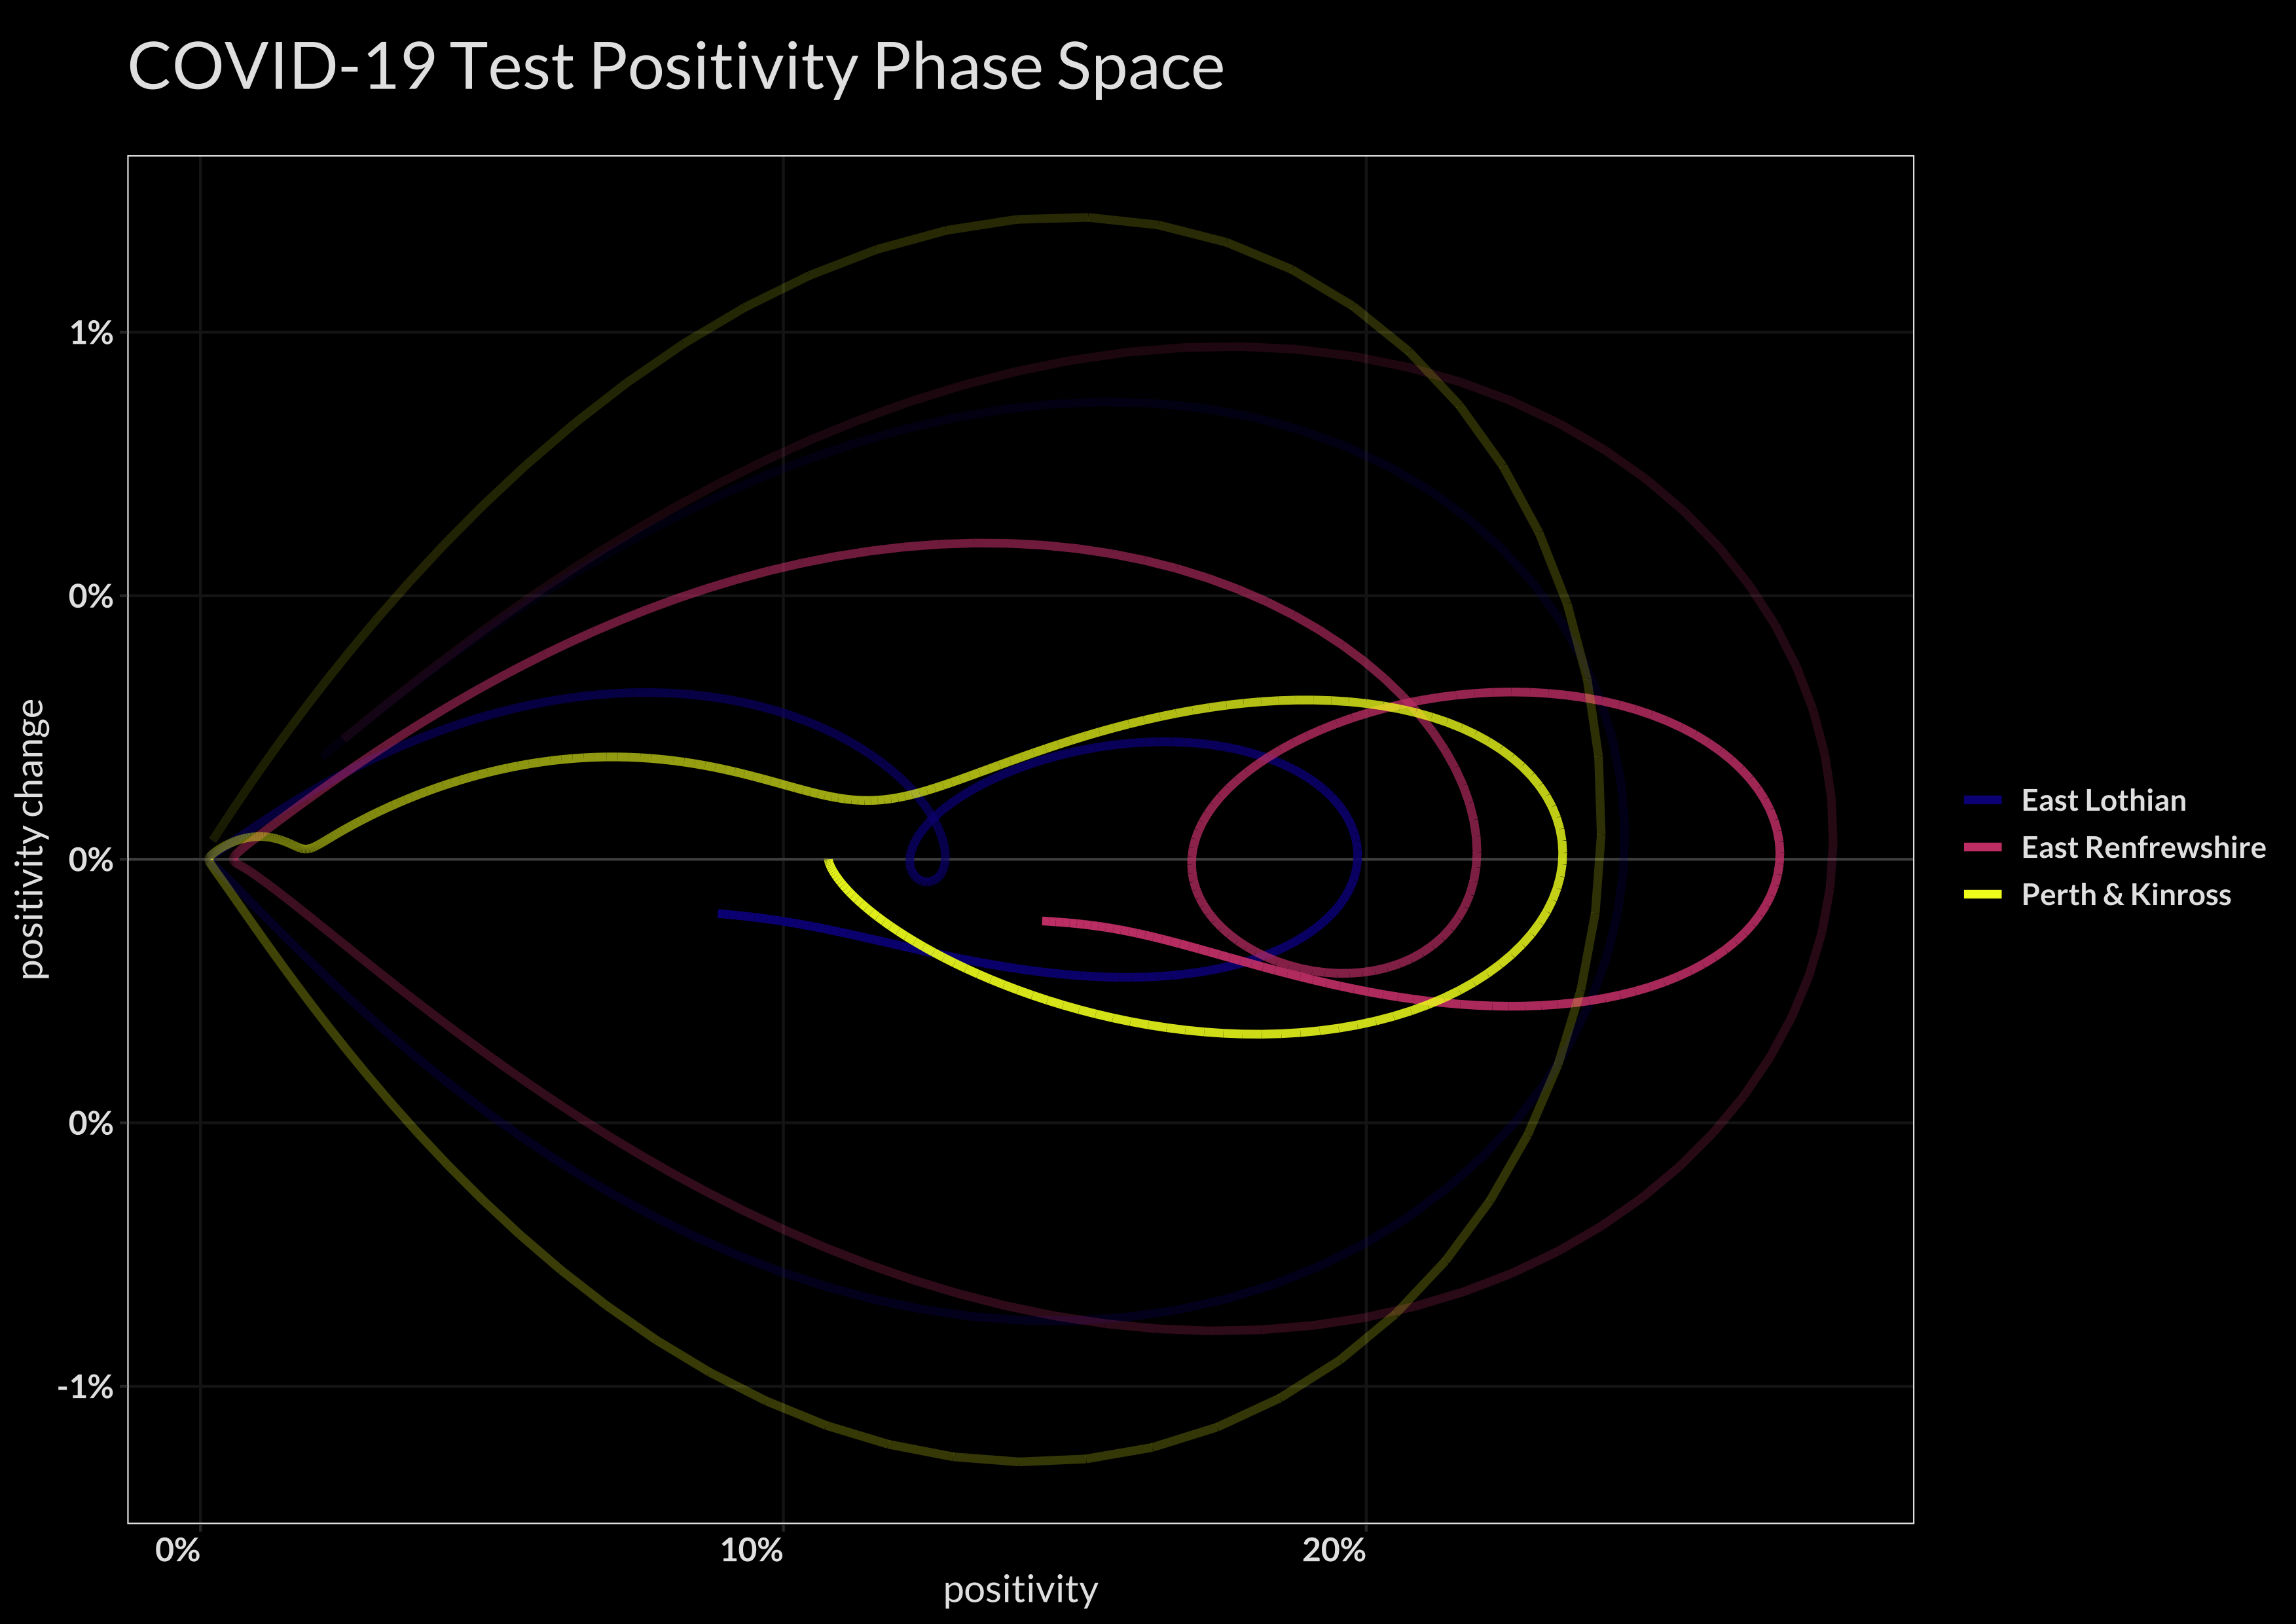 COVID-19 Test Positivity Phase Space
1%
0%
0%
0%
-1%
positivity change
0%
10%
20%
positivity
East Lothian
East Renfrewshire
Perth & Kinross